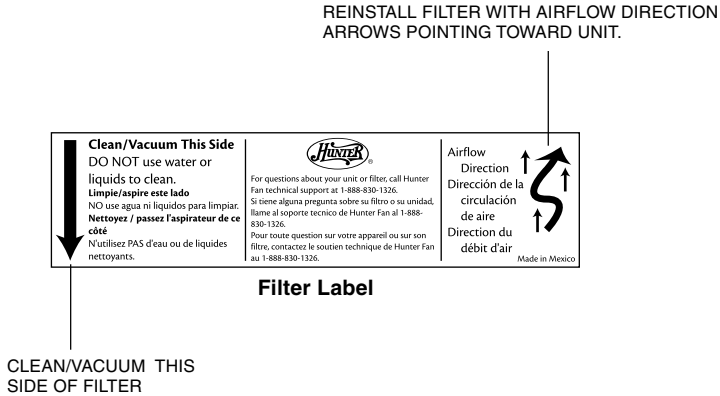 REINSTALL FILTER WITH AIRFLOW DIRECTION
ARROWS POINTING TOWARD UNIT.
Clean/Vacuum This Side
DO NOT use water or
liquids to clean.
Limpie/aspire este lado
NO use agua ni liquidos para limpiar.
Nettoyez / passez l'aspirateur de ce
côté
N'utilisez PAS d'eau ou de liquides
nettoyants.
HUNTER®
For questions about your unit or filter, call Hunter
Fan technical support at 1-888-830-1326.
Si tiene alguna pregunta sobre su filtro o su unidad,
llame al soporte tecnico de Hunter Fan al 1-888-
830-1326.
Pour toute question sur votre appareil ou sur son
filtre, contactez le soutien technique de Hunter Fan
au 1-888-830-1326.
Airflow
Direction
Dirección de la
circulación
de aire
Direction du
débit d'air
Made in Mexico
Filter Label
CLEAN/VACUUM THIS
SIDE OF FILTER